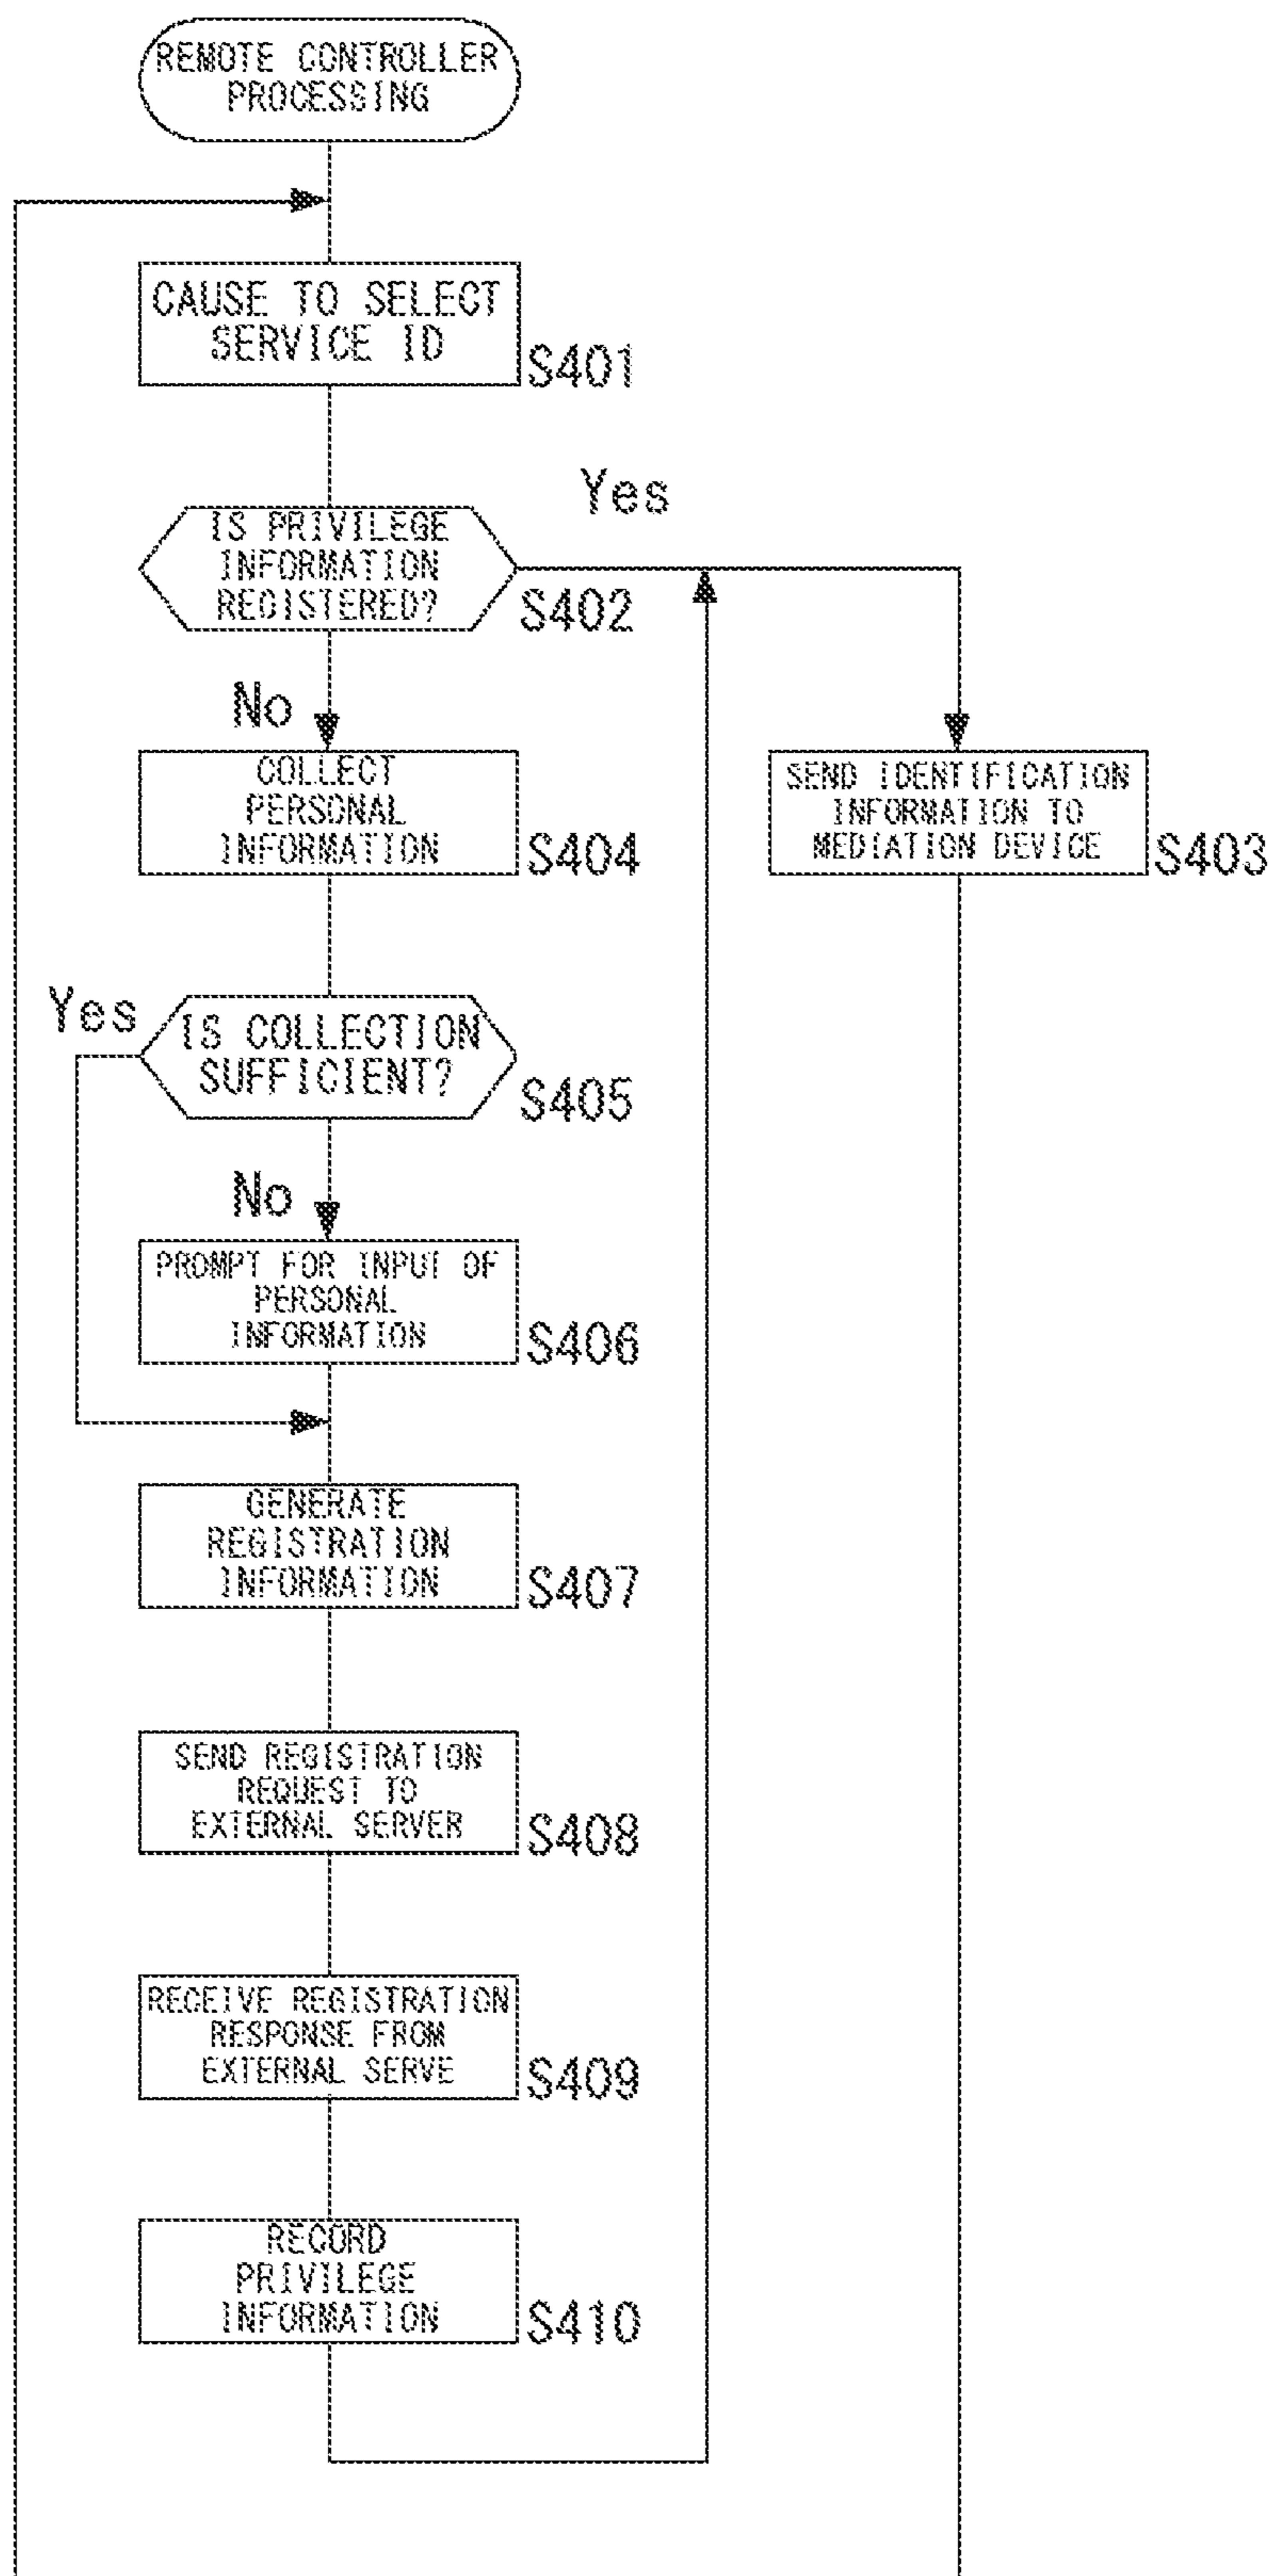 REMOTE CONTROLLER
PROCESSING
CAUSE TO SELECT
SERVICE ID
S401
Yes
IS PRIVILEGE
INFORMATION
REGISTERED?
S402
No
COLLECT
PERSONAL
INFORMATION
S404
SEND IDENTIFICATION
INFORMATION TO
MEDIATION DEVICE
S403
Yes
IS COLLECTION
SUFFICIENT?
S405
No
PROMPT FOR INPUT OF
PERSONAL
INFORMATION
S406
GENERATE
REGISTRATION
INFORMATION
S407
SEND REGISTRATION
REQUEST TO
EXTERNAL SERVER
S408
RECEIVE REGISTRATION
RESPONSE FROM
EXTERNAL SERVE
S409
RECORD
PRIVILEGE
INFORMATION
S410